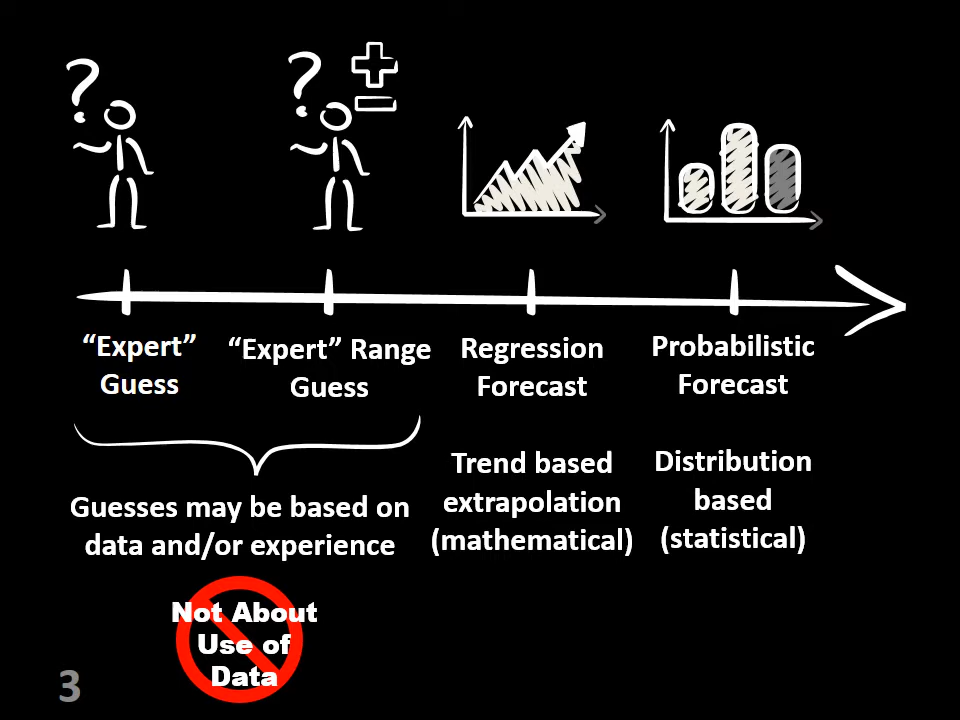 ?
?
“Expert”
Guess
“Expert” Range
Guess
Regression
Forecast
Probabilistic
Forecast
Guesses may be based on
data and/or experience
Trend based
extrapolation
(mathematical)
Distribution
based
(statistical)
Not About
Use of
Data
3